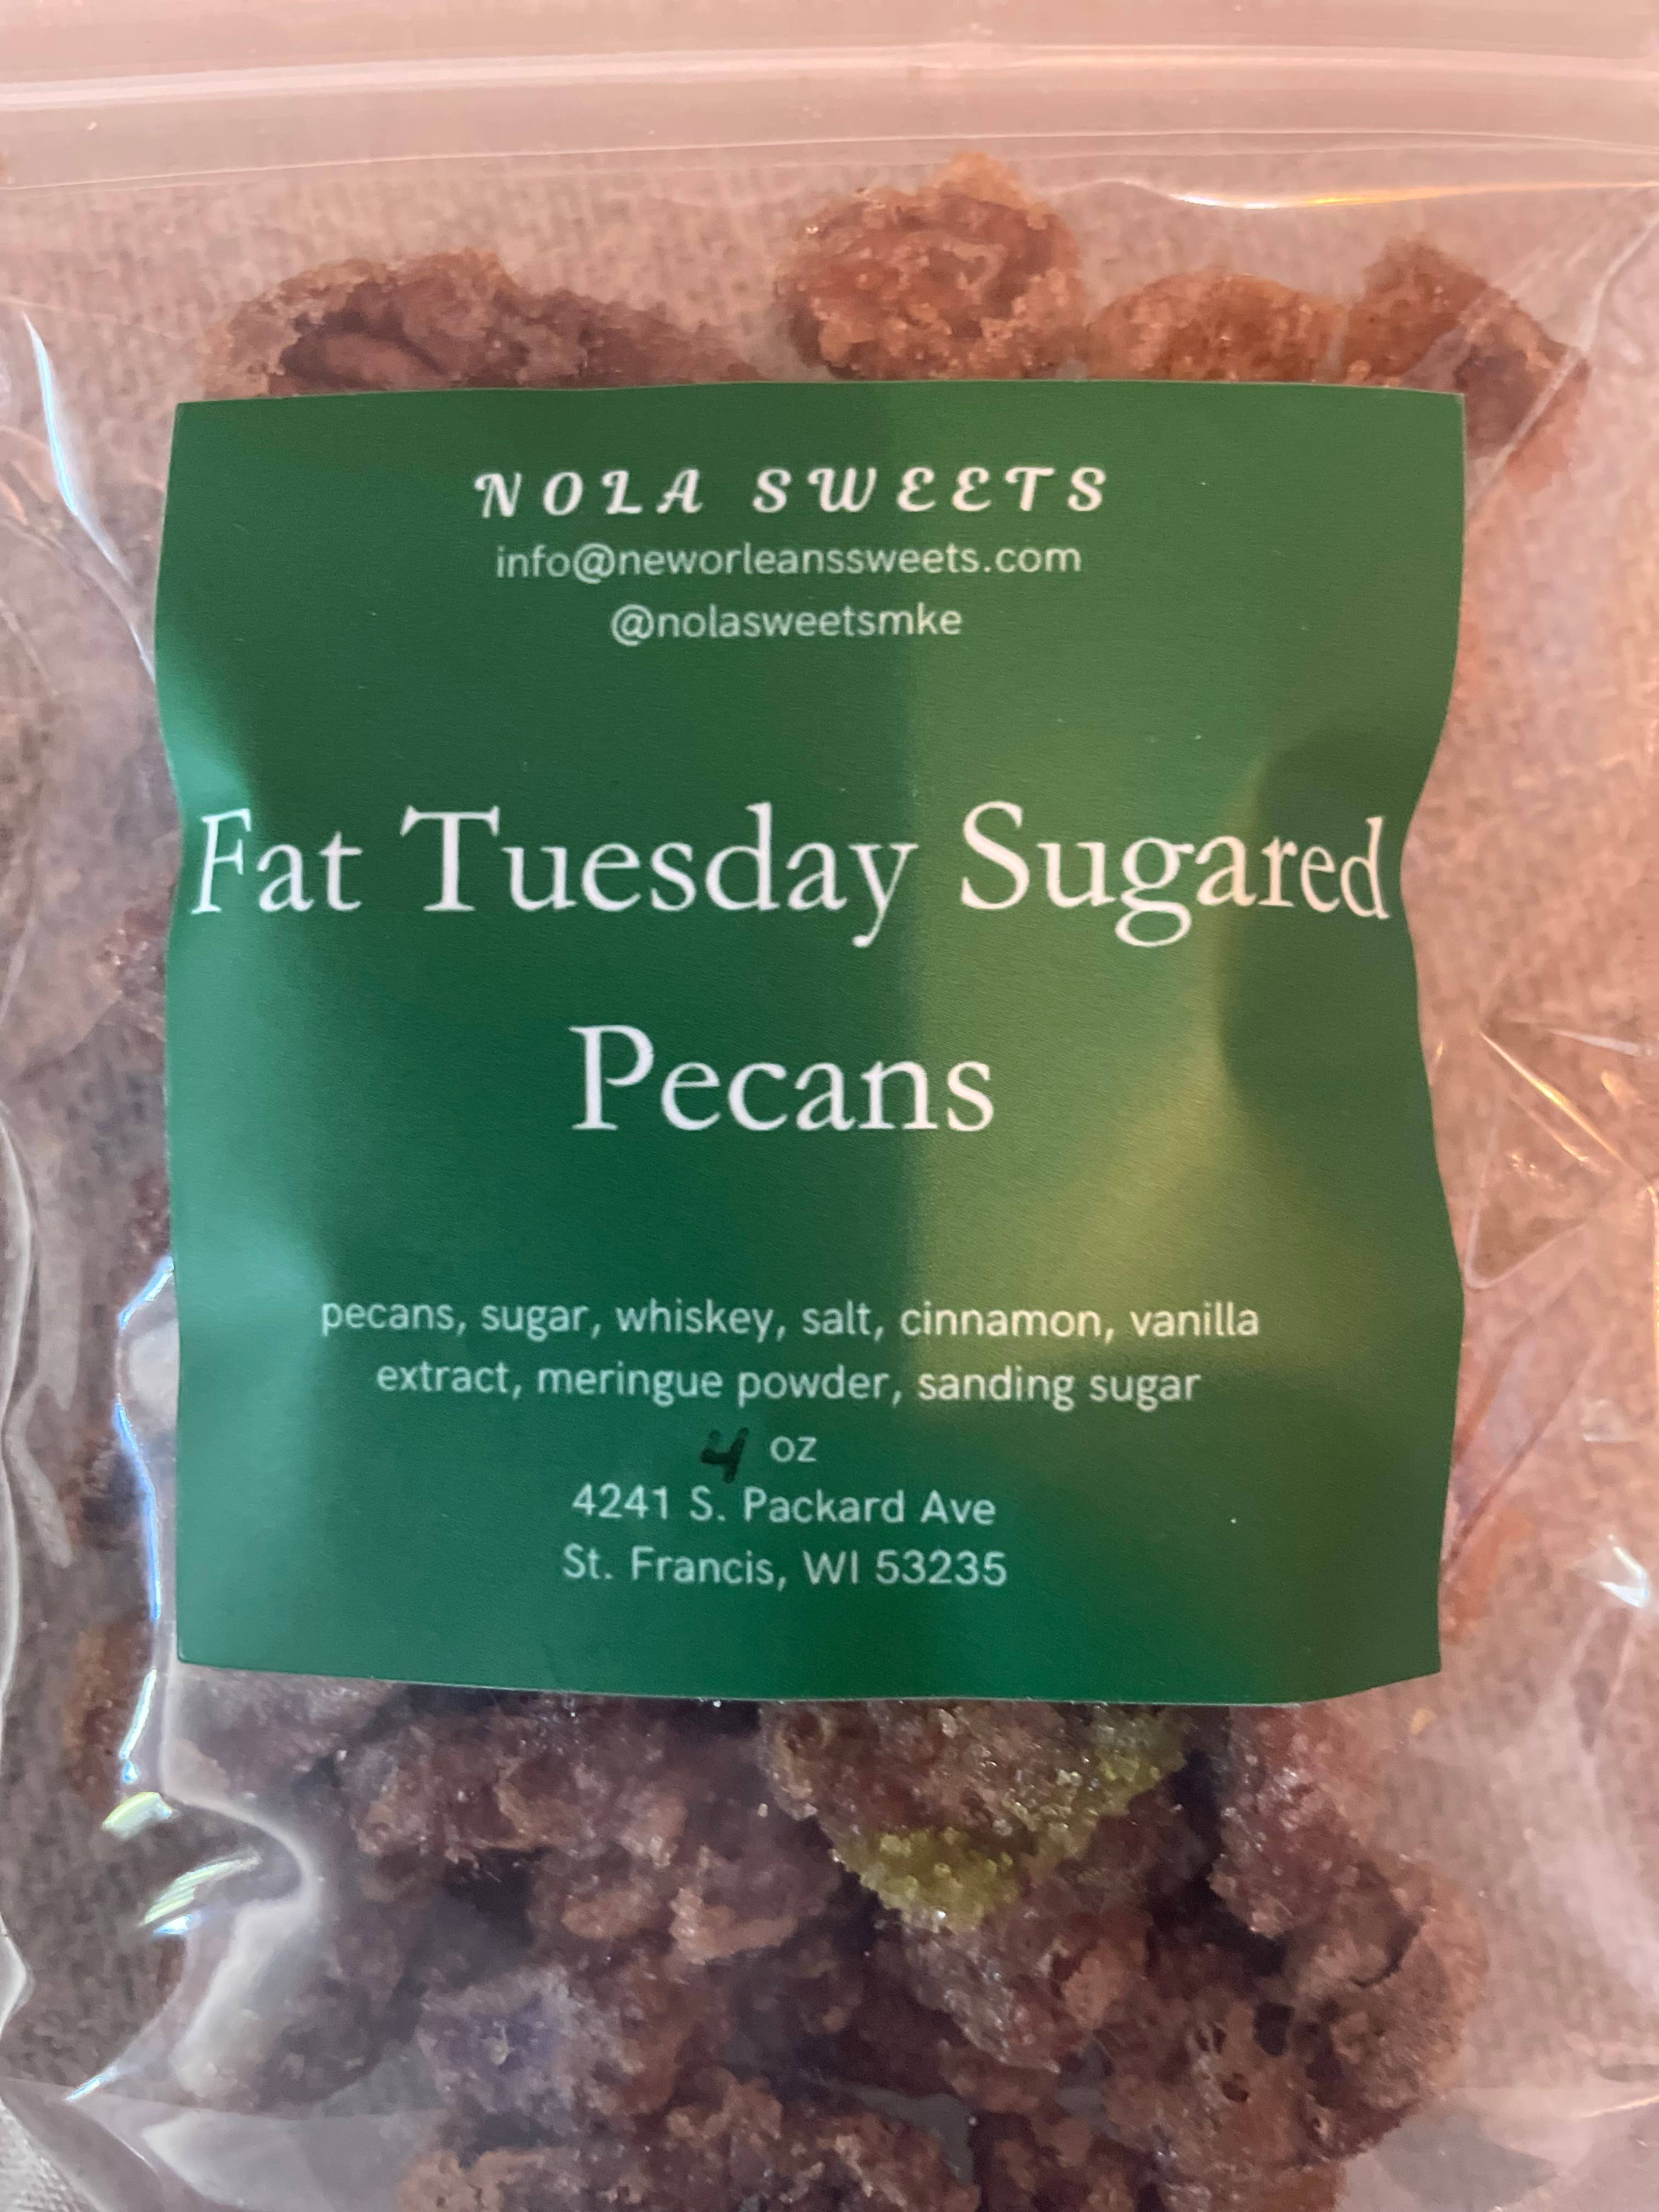 NOLA SWEETS
info@neworleanssweets.com
@nolasweetsmke
Fat Tuesday Sugared
Pecans
pecans, sugar, whiskey, salt, cinnamon, vanilla
extract, meringue powder, sanding sugar
4 oz
4241 S. Packard Ave
St. Francis, WI 53235